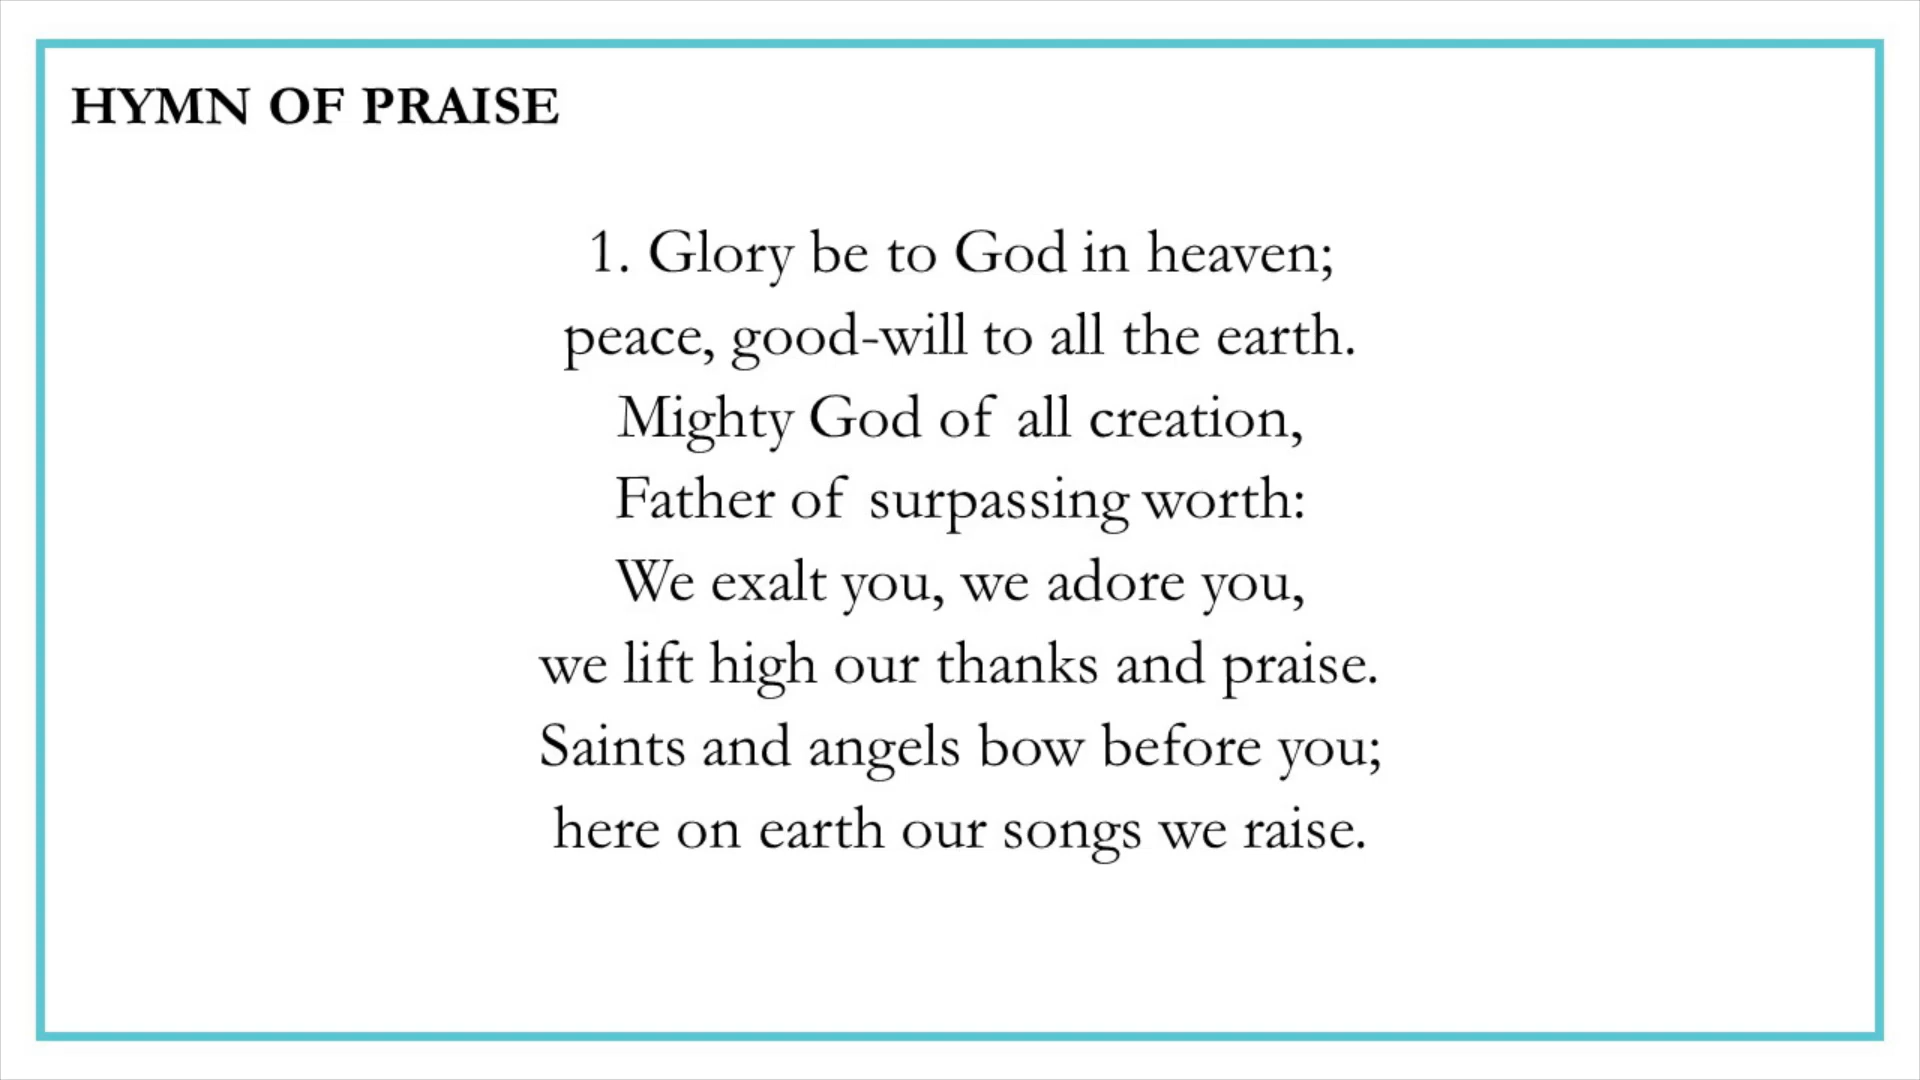 HYMN OF PRAISE
1. Glory be to God in heaven;
peace, good-will to all the earth.
Mighty God of all creation,
Father of surpassing worth:
We exalt you, we adore you,
we lift high our thanks and praise.
Saints and angels bow before you;
here on earth our songs we raise.